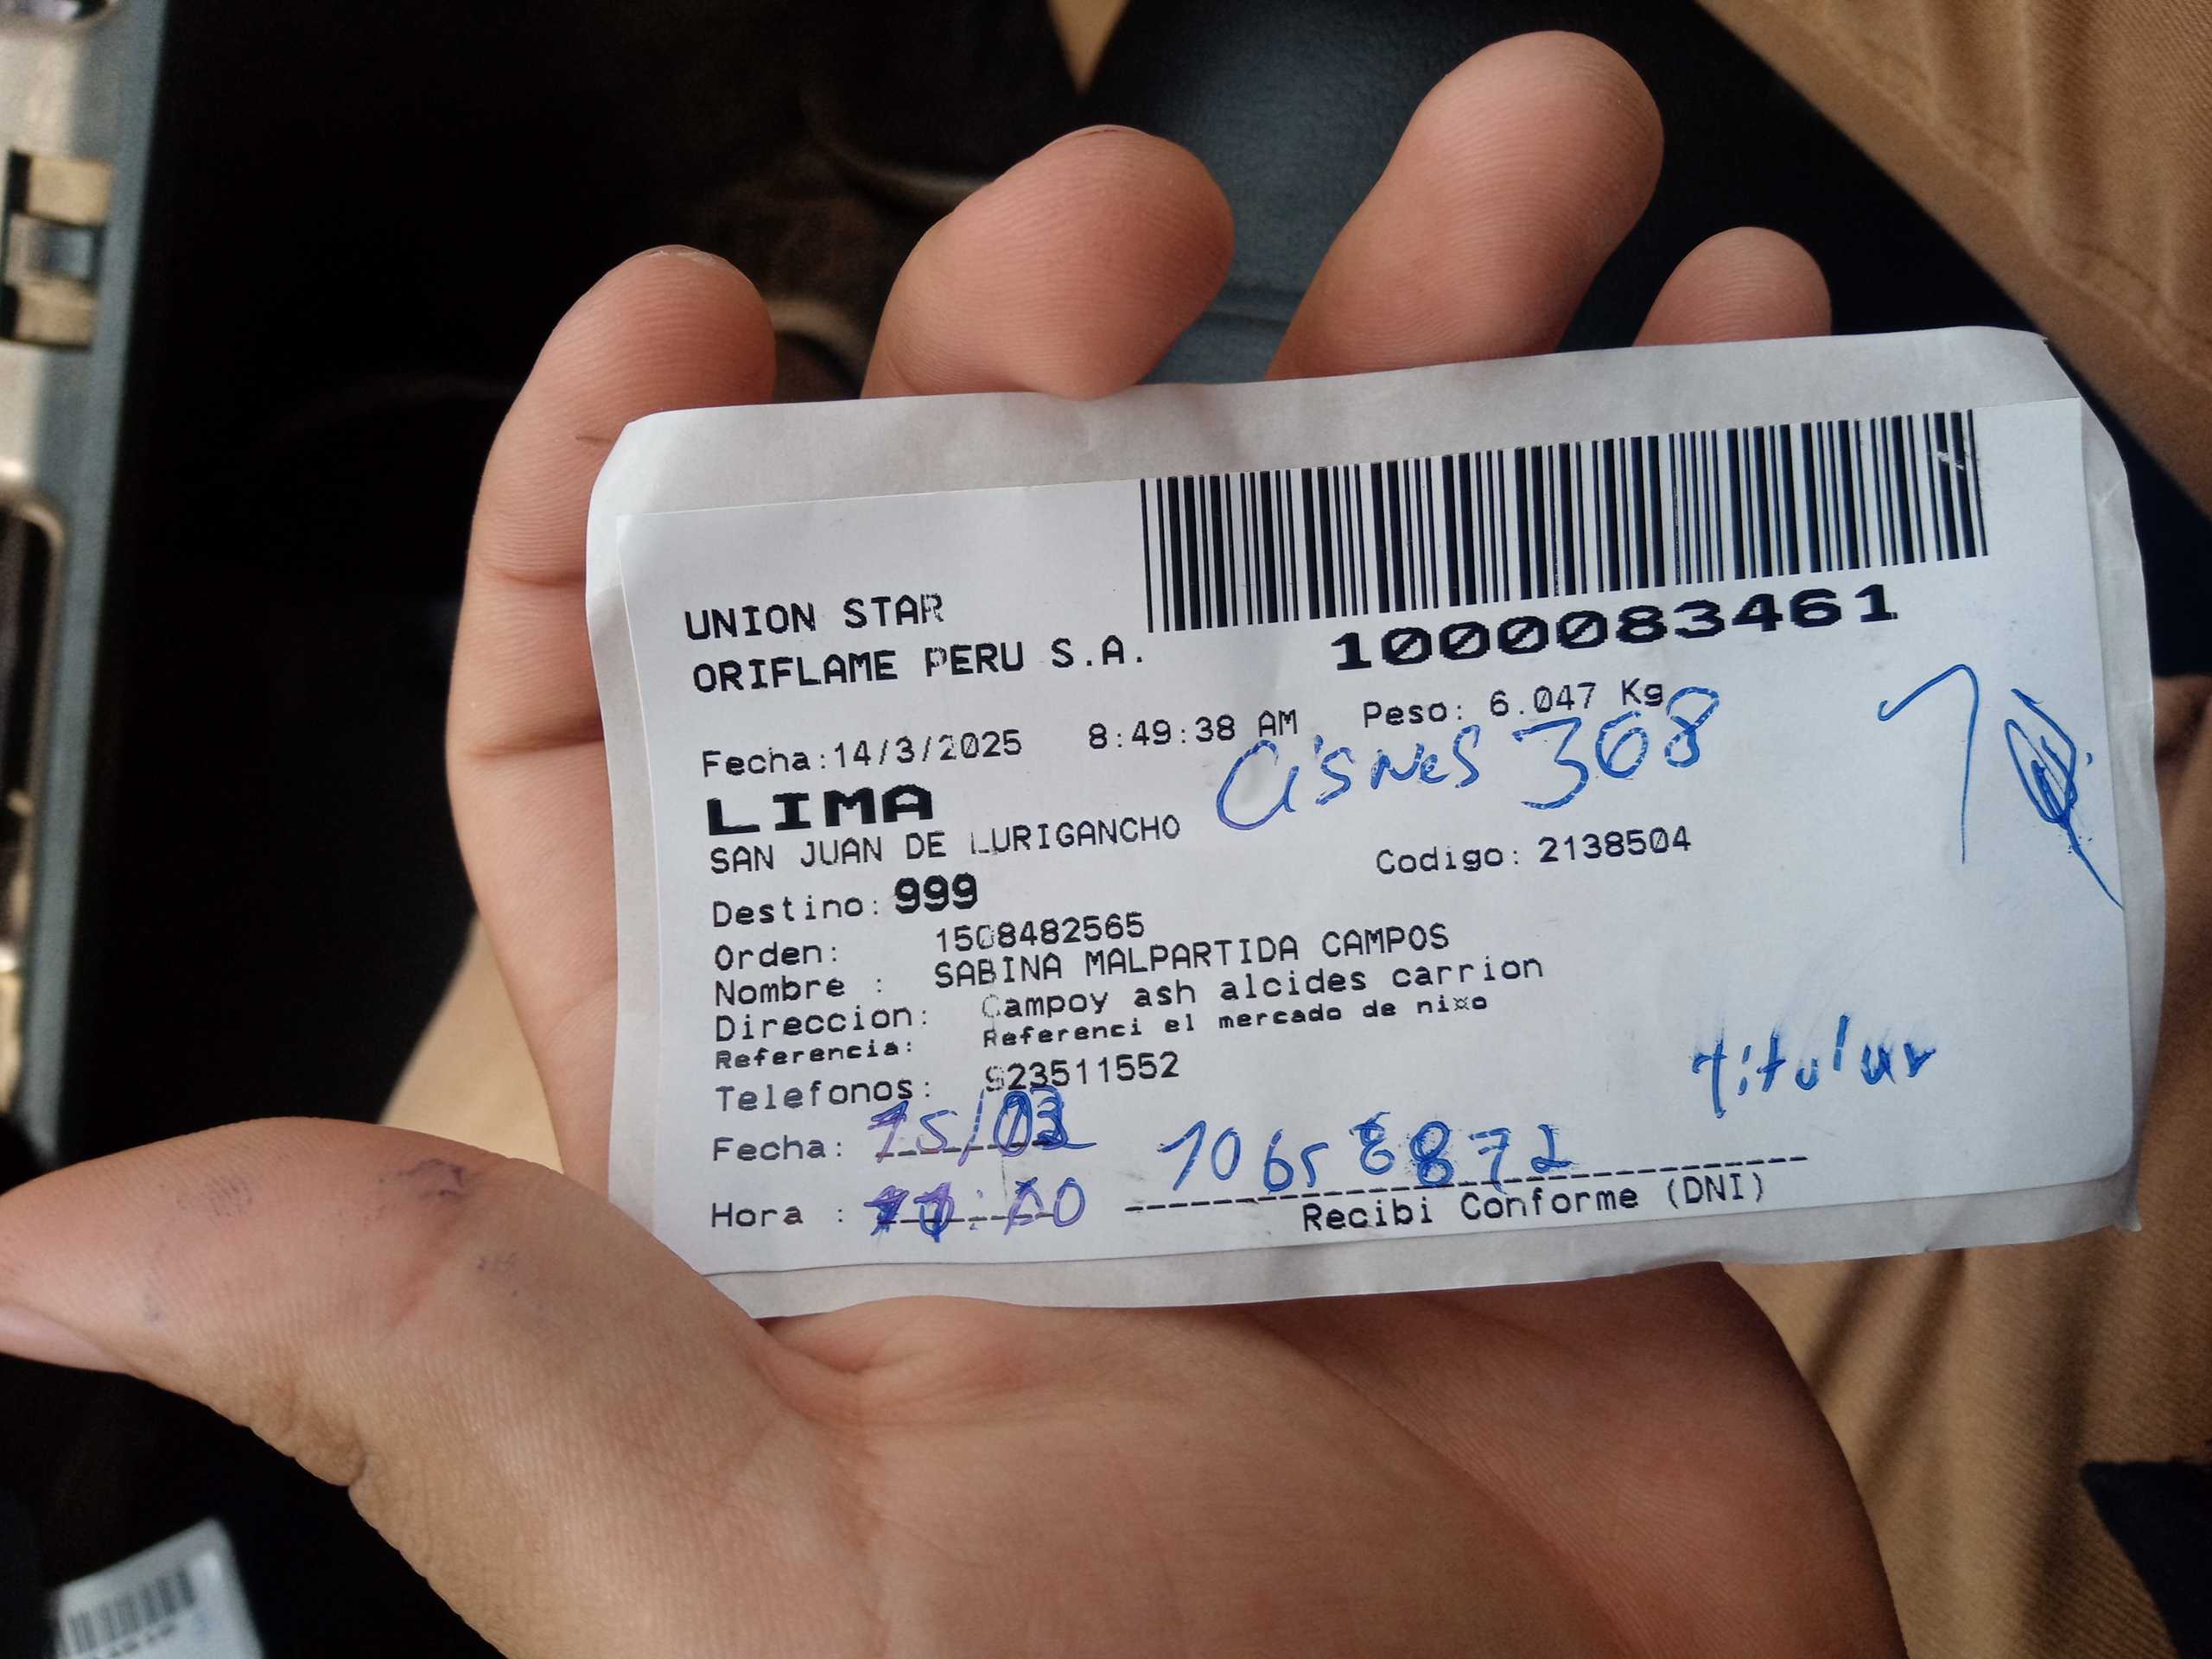 UNION STAR
ORIFLAME PERU S.A.
1000083461
Fecha:14/3/2025 8:49:38 AM Peso: 6.047 Kg
LIMA
Cisnes 308
SAN JUAN DE LURIGANCHO
Destino: 999 Codigo: 2138504
Orden: 1508482565
Nombre : SABINA MALPARTIDA CAMPOS
Direccion: Campoy ash alcides carrion
Referencia: Referenci el mercado de ni¤o
Telefonos: 923511552
titular
Fecha: 15/03
10658872
Hora :
Recibi Conforme (DNI)